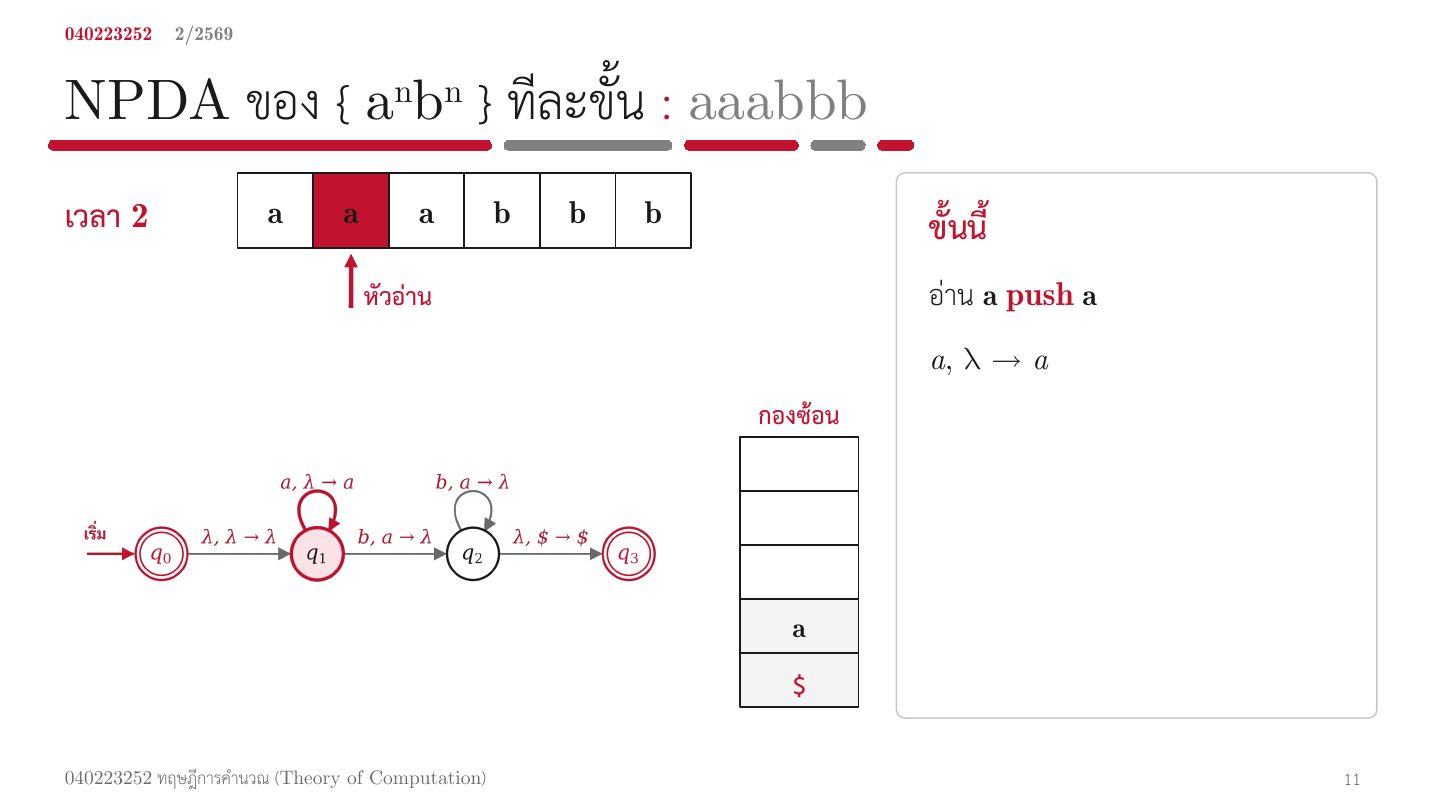 040223252 2/2569
NPDA ของ { aⁿbⁿ } ทีละขั้น : aaabbb
เวลา 2
a a a b b b
หัวอ่าน
ขั้นนี้
อ่าน a push a
a, λ → a
กองซ้อน
a
$
a, λ → a
b, a → λ
เริ่ม
q₀
λ, λ → λ
q₁
b, a → λ
q₂
λ, $ → $
q₃
040223252 ทฤษฎีการคำนวณ (Theory of Computation)
11